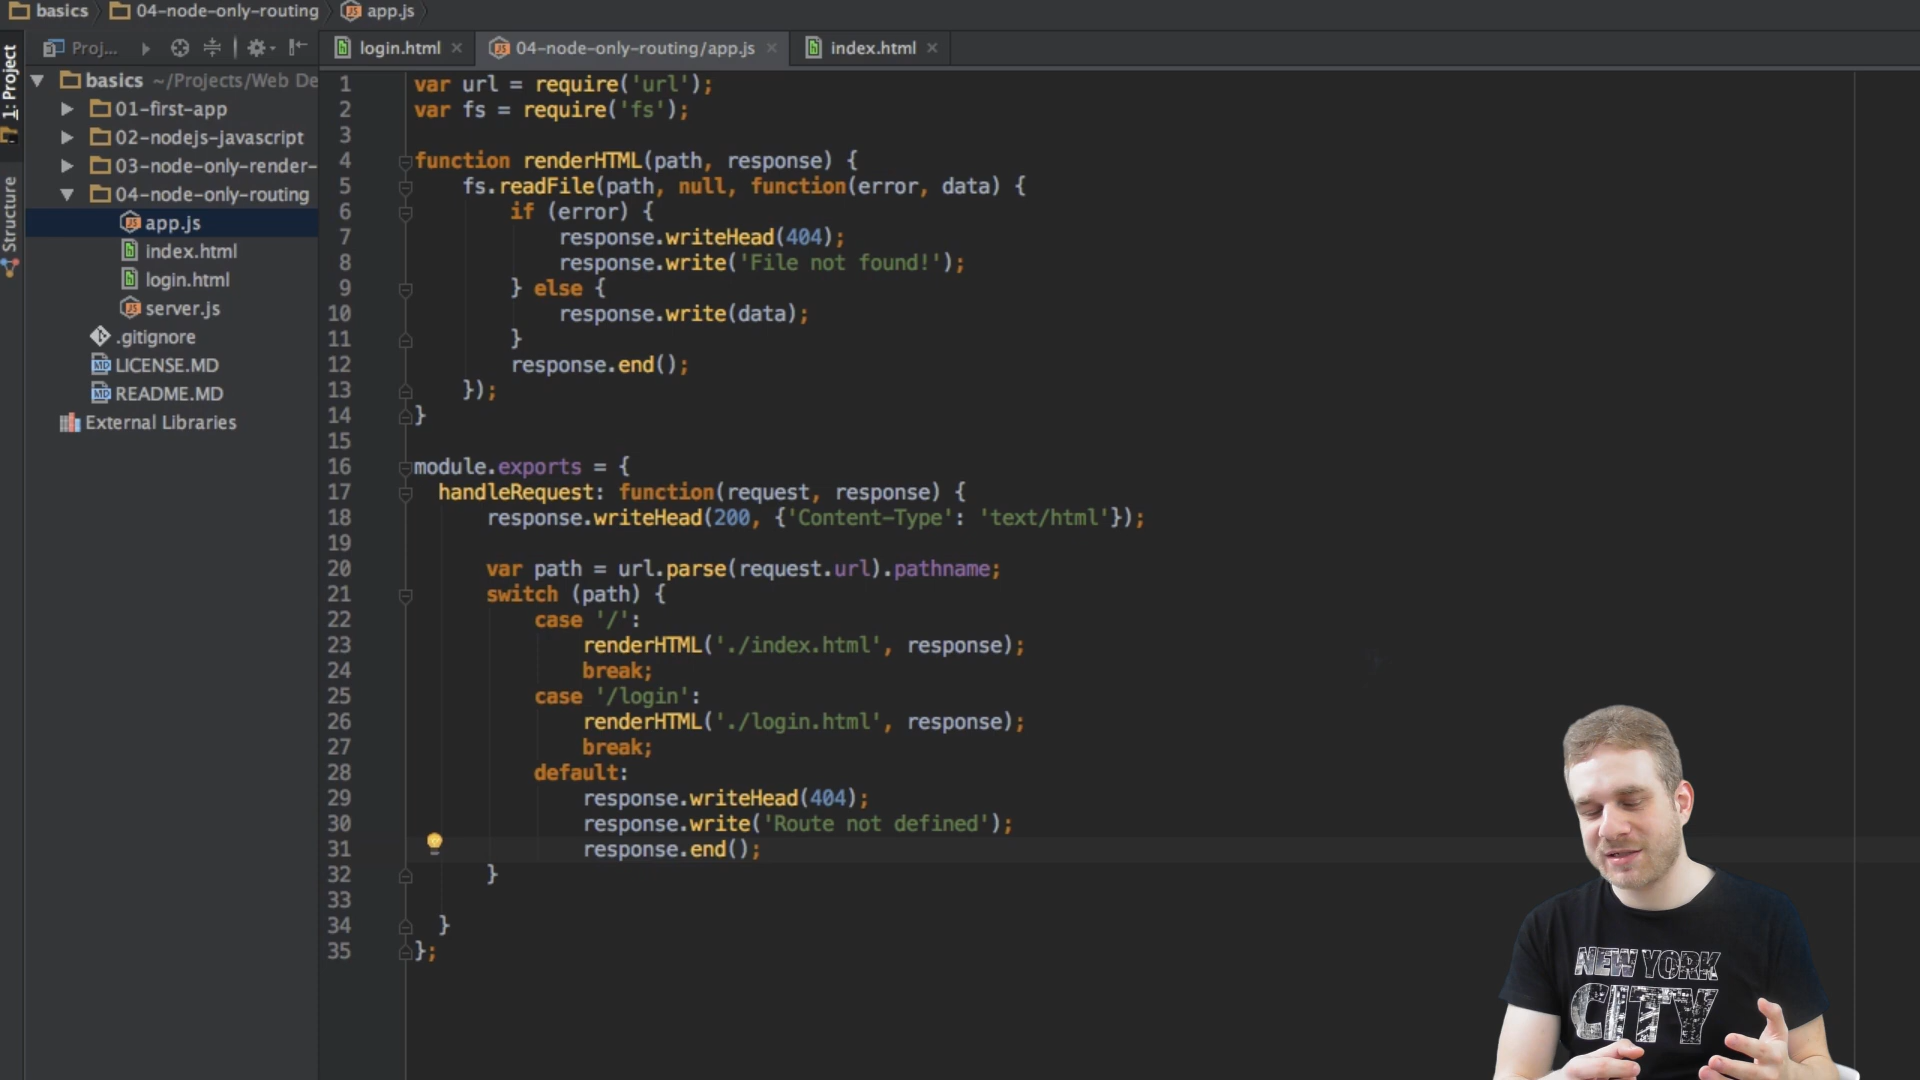 basics 04-node-only-routing app.js
Proj... login.html 04-node-only-routing/app.js index.html
1: Project
Structure
basics ~/Projects/Web De
01-first-app
02-nodejs-javascript
03-node-only-render-
04-node-only-routing
app.js
index.html
login.html
server.js
.gitignore
LICENSE.MD
README.MD
External Libraries
1 var url = require('url');
2 var fs = require('fs');
3
4 function renderHTML(path, response) {
5 fs.readFile(path, null, function(error, data) {
6 if (error) {
7 response.writeHead(404);
8 response.write('File not found!');
9 } else {
10 response.write(data);
11 }
12 response.end();
13 });
14 }
15
16 module.exports = {
17 handleRequest: function(request, response) {
18 response.writeHead(200, {'Content-Type': 'text/html'});
19
20 var path = url.parse(request.url).pathname;
21 switch (path) {
22 case '/':
23 renderHTML('./index.html', response);
24 break;
25 case '/login':
26 renderHTML('./login.html', response);
27 break;
28 default:
29 response.writeHead(404);
30 response.write('Route not defined');
31 response.end();
32 }
33
34 }
35 };
NEW YORK
CITY